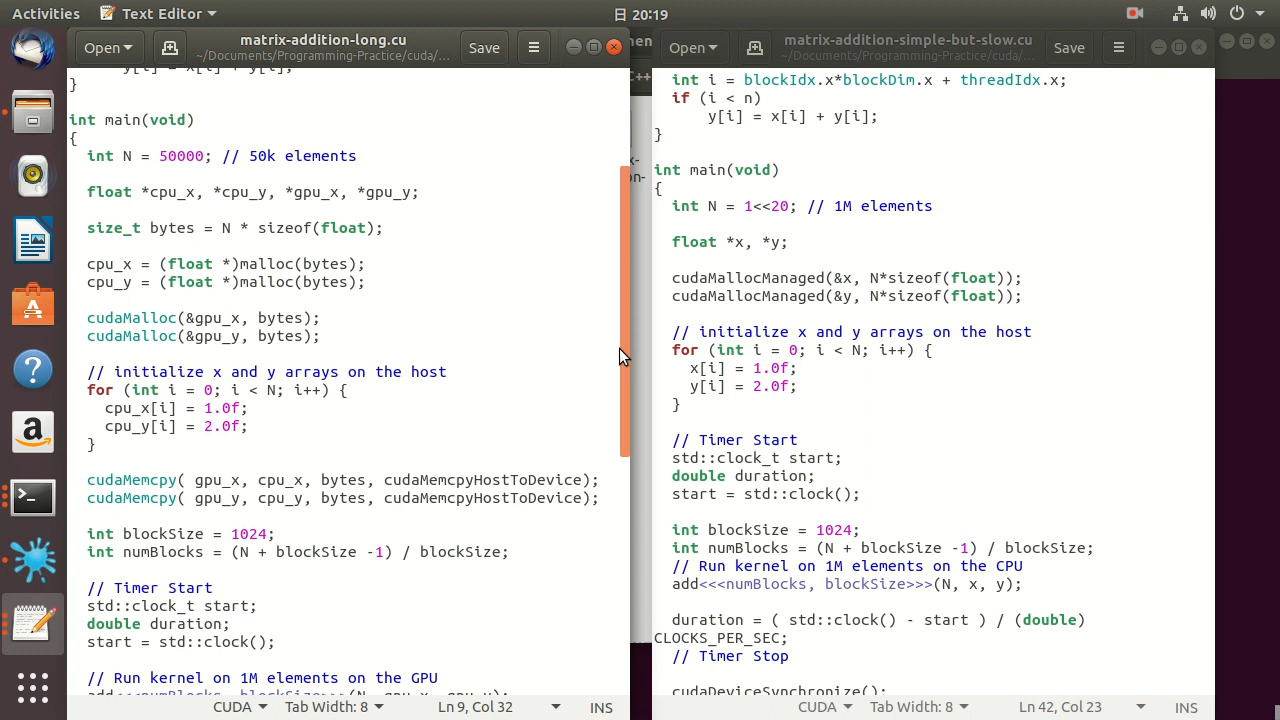 Activities Text Editor 日 20:19
Open matrix-addition-long.cu Save
~/Documents/Programming-Practice/cuda/...
}
int main(void)
{
int N = 50000; // 50k elements
float *cpu_x, *cpu_y, *gpu_x, *gpu_y;
size_t bytes = N * sizeof(float);
cpu_x = (float *)malloc(bytes);
cpu_y = (float *)malloc(bytes);
cudaMalloc(&gpu_x, bytes);
cudaMalloc(&gpu_y, bytes);
// initialize x and y arrays on the host
for (int i = 0; i < N; i++) {
cpu_x[i] = 1.0f;
cpu_y[i] = 2.0f;
}
cudaMemcpy( gpu_x, cpu_x, bytes, cudaMemcpyHostToDevice);
cudaMemcpy( gpu_y, cpu_y, bytes, cudaMemcpyHostToDevice);
int blockSize = 1024;
int numBlocks = (N + blockSize -1) / blockSize;
// Timer Start
std::clock_t start;
double duration;
start = std::clock();
// Run kernel on 1M elements on the GPU
CUDA Tab Width: 8 Ln 9, Col 32 INS
Open matrix-addition-simple-but-slow.cu Save
~/Documents/Programming-Practice/cuda/...
int i = blockIdx.x*blockDim.x + threadIdx.x;
if (i < n)
y[i] = x[i] + y[i];
}
int main(void)
{
int N = 1<<20; // 1M elements
float *x, *y;
cudaMallocManaged(&x, N*sizeof(float));
cudaMallocManaged(&y, N*sizeof(float));
// initialize x and y arrays on the host
for (int i = 0; i < N; i++) {
x[i] = 1.0f;
y[i] = 2.0f;
}
// Timer Start
std::clock_t start;
double duration;
start = std::clock();
int blockSize = 1024;
int numBlocks = (N + blockSize -1) / blockSize;
// Run kernel on 1M elements on the CPU
add<<<numBlocks, blockSize>>>(N, x, y);
duration = ( std::clock() - start ) / (double)
CLOCKS_PER_SEC;
// Timer Stop
cudaDeviceSynchronize();
CUDA Tab Width: 8 Ln 42, Col 23 INS